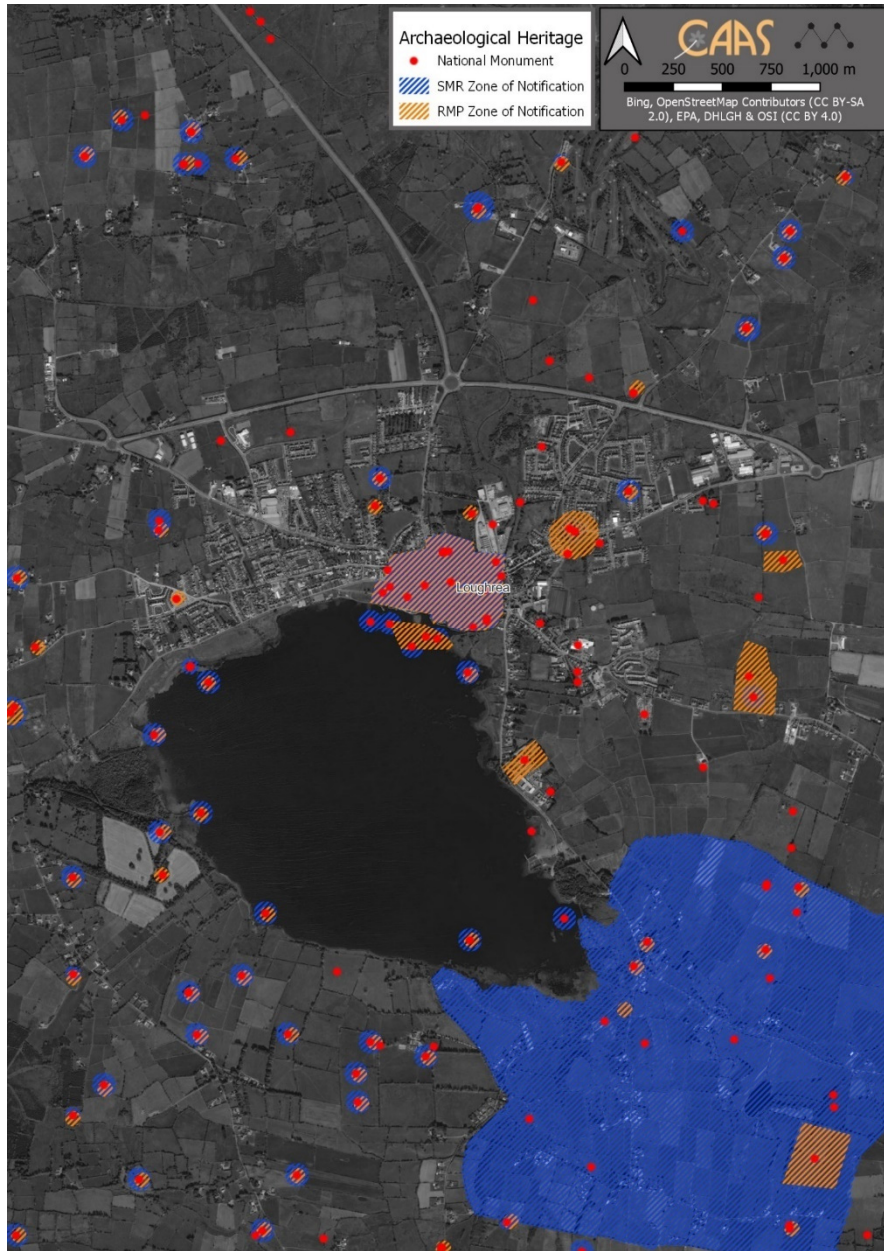 Archaeological Heritage
National Monument
SMR Zone of Notification
RMP Zone of Notification
CAAS
0 250 500 750 1,000 m
Bing, OpenStreetMap Contributors (CC BY-SA
2.0), EPA, DHLGH & OSI (CC BY 4.0)
Loughrea